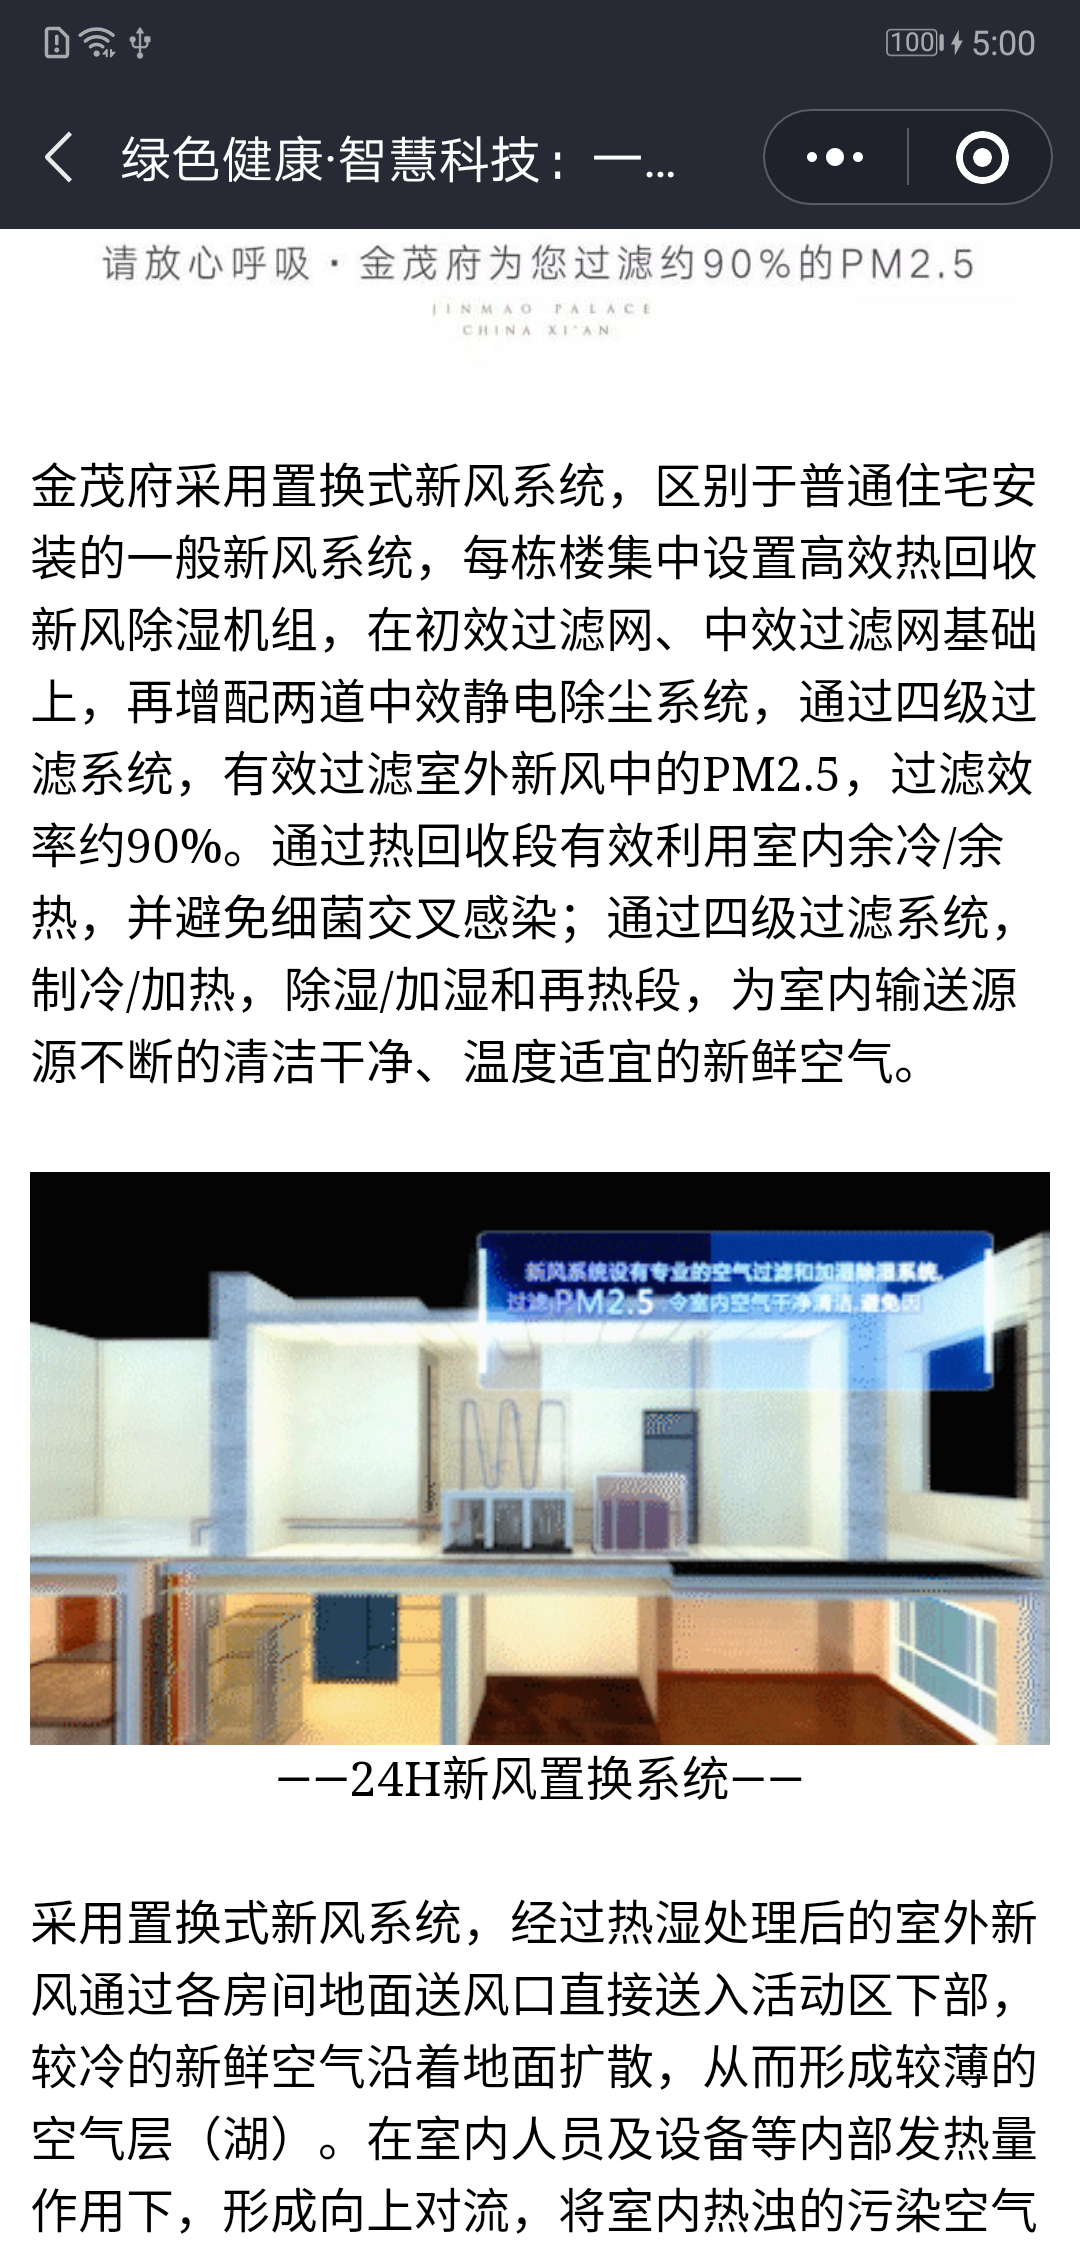 100 5:00
绿色健康·智慧科技：一...
请放心呼吸·金茂府为您过滤约90%的PM2.5
JINMAO PALACE
CHINA XI'AN
金茂府采用置换式新风系统，区别于普通住宅安
装的一般新风系统，每栋楼集中设置高效热回收
新风除湿机组，在初效过滤网、中效过滤网基础
上，再增配两道中效静电除尘系统，通过四级过
滤系统，有效过滤室外新风中的PM2.5，过滤效
率约90%。通过热回收段有效利用室内余冷/余
热，并避免细菌交叉感染；通过四级过滤系统，
制冷/加热，除湿/加湿和再热段，为室内输送源
源不断的清洁干净、温度适宜的新鲜空气。
新风系统设有专业的空气过滤和加湿除湿系统,
过滤PM2.5 令室内空气干净清洁,避免因
——24H新风置换系统——
采用置换式新风系统，经过热湿处理后的室外新
风通过各房间地面送风口直接送入活动区下部，
较冷的新鲜空气沿着地面扩散，从而形成较薄的
空气层（湖）。在室内人员及设备等内部发热量
作用下，形成向上对流，将室内热浊的污染空气